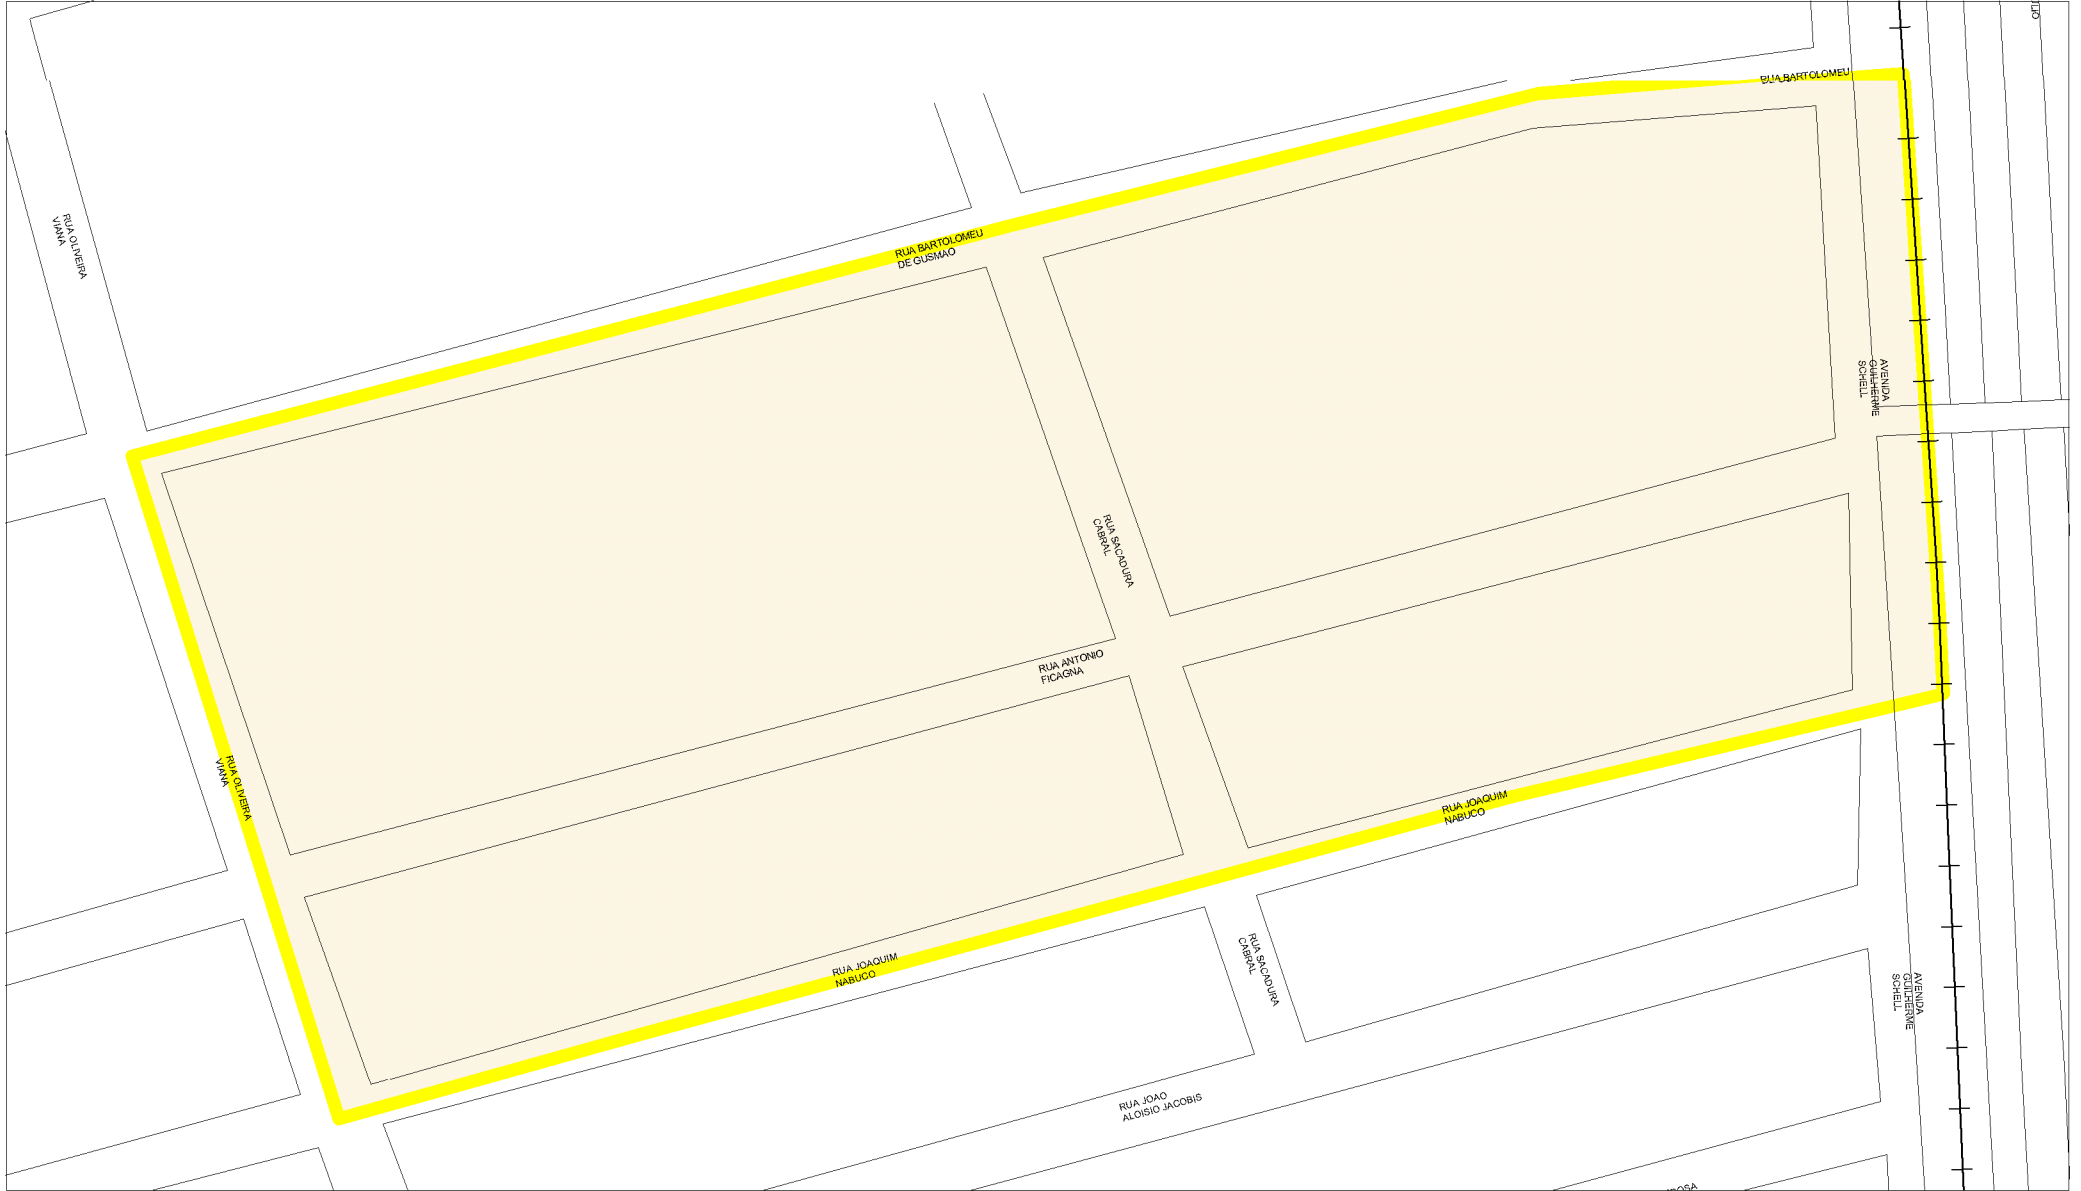 RUA BARTOLOMEU
RUA OLIVEIRA
VIANA
RUA BARTOLOMEU
DE GUSMAO
AVENIDA
GUILHERME
SCHELL
RUA SACADURA
CABRAL
RUA ANTONIO
FICAGNA
RUA OLIVEIRA
VIANA
RUA JOAQUIM
NABUCO
RUA JOAQUIM
NABUCO
RUA SACADURA
CABRAL
AVENIDA
GUILHERME
SCHELL
RUA JOAO
ALOISIO JACOBIS